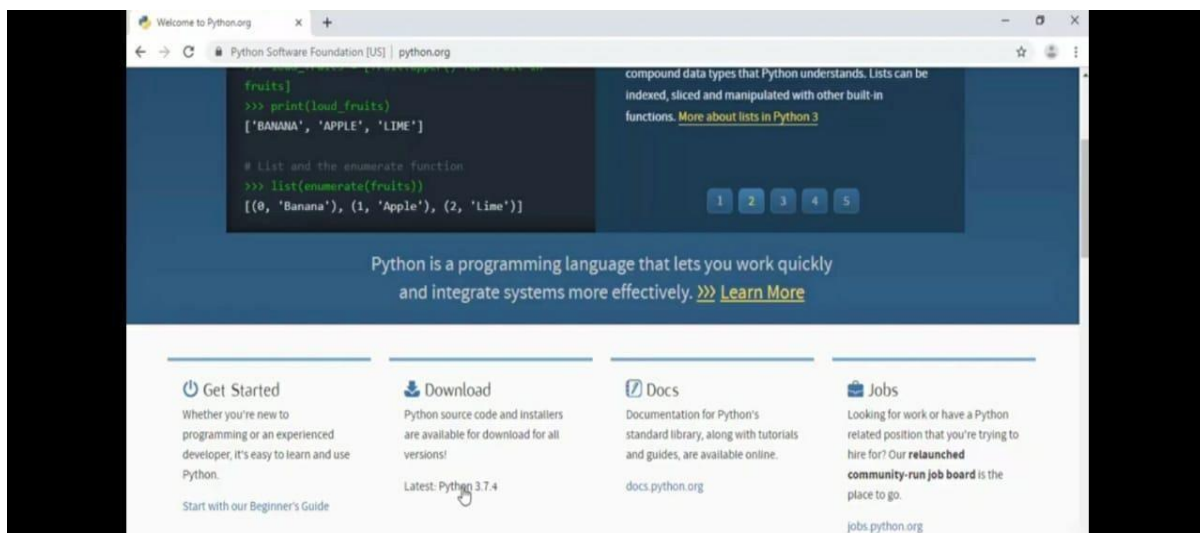 Welcome to Python.org
Python Software Foundation [US] | python.org
fruits]
>>> print(loud_fruits)
['BANANA', 'APPLE', 'LIME']
# List and the enumerate function
>>> list(enumerate(fruits))
[(0, 'Banana'), (1, 'Apple'), (2, 'Lime')]
compound data types that Python understands. Lists can be
indexed, sliced and manipulated with other built-in
functions. More about lists in Python 3
1 2 3 4 5
Python is a programming language that lets you work quickly
and integrate systems more effectively. >>> Learn More
Get Started
Whether you're new to
programming or an experienced
developer, it's easy to learn and use
Python.
Start with our Beginner's Guide
Download
Python source code and installers
are available for download for all
versions!
Latest: Python 3.7.4
Docs
Documentation for Python's
standard library, along with tutorials
and guides, are available online.
docs.python.org
Jobs
Looking for work or have a Python
related position that you're trying to
hire for? Our relaunched
community-run job board is the
place to go.
jobs.python.org